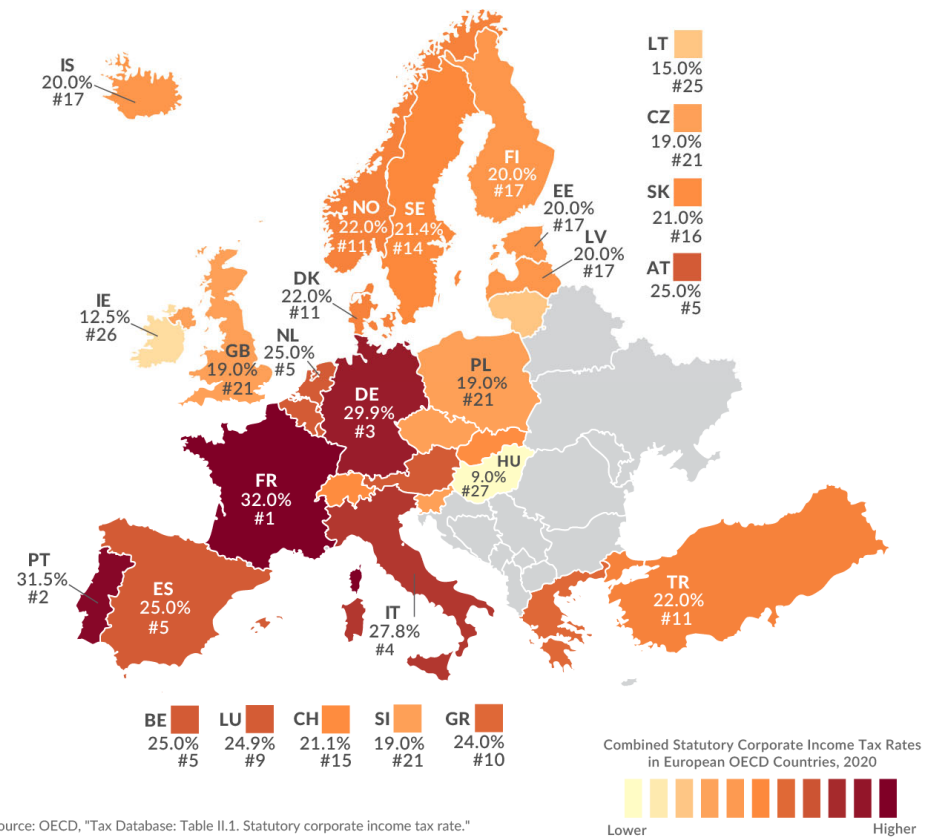 IS
20.0%
#17
LT
15.0%
#25
CZ
19.0%
#21
SK
21.0%
#16
AT
25.0%
#5
FI
20.0%
#17
NO
22.0%
#11
SE
21.4%
#14
EE
20.0%
#17
LV
20.0%
#17
DK
22.0%
#11
IE
12.5%
#26
GB
19.0%
#21
NL
25.0%
#5
DE
29.9%
#3
PL
19.0%
#21
HU
9.0%
#27
FR
32.0%
#1
PT
31.5%
#2
ES
25.0%
#5
IT
27.8%
#4
TR
22.0%
#11
BE
25.0%
#5
LU
24.9%
#9
CH
21.1%
#15
SI
19.0%
#21
GR
24.0%
#10
Combined Statutory Corporate Income Tax Rates
in European OECD Countries, 2020
Lower
Higher
ource: OECD, "Tax Database: Table II.1. Statutory corporate income tax rate."